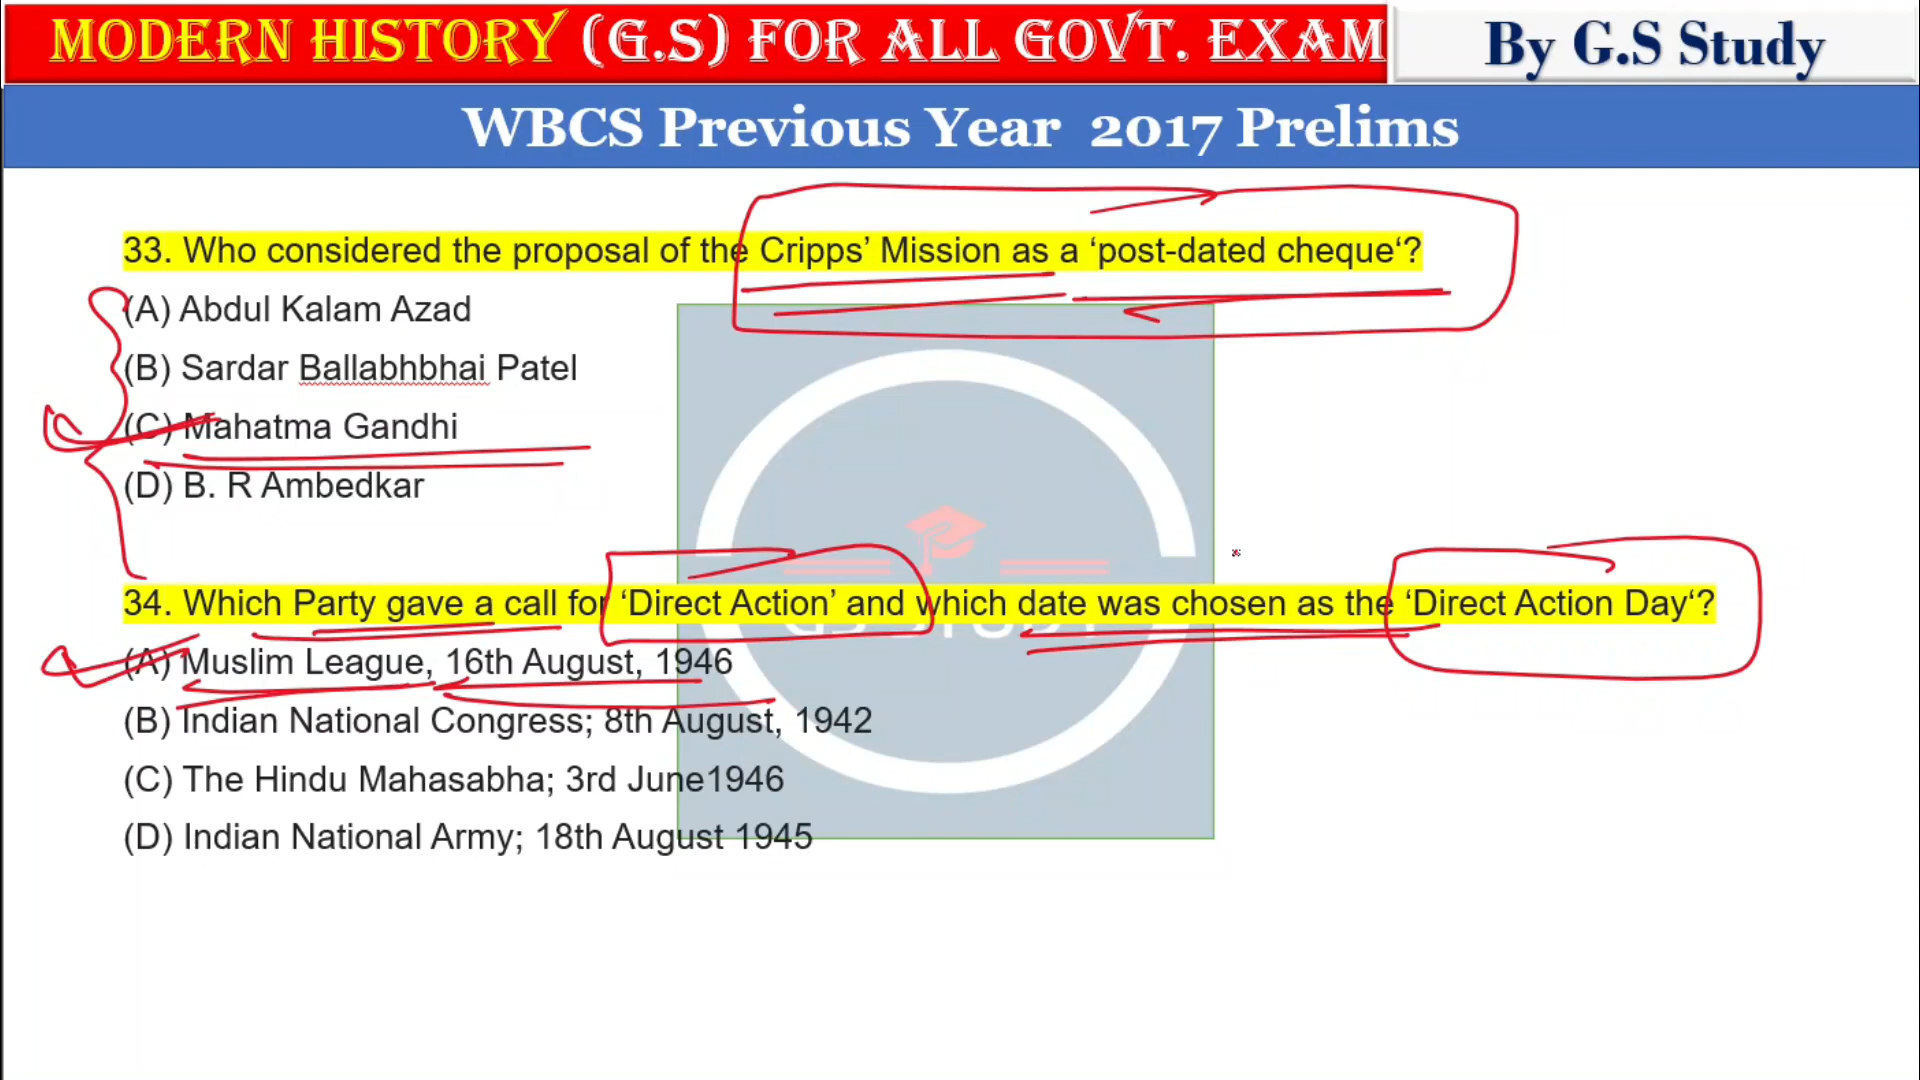 MODERN HISTORY (G.S) FOR ALL GOVT. EXAM
By G.S Study
WBCS Previous Year 2017 Prelims
33. Who considered the proposal of the Cripps’ Mission as a ‘post-dated cheque‘?
(A) Abdul Kalam Azad
(B) Sardar Ballabhbhai Patel
(C) Mahatma Gandhi
(D) B. R Ambedkar
34. Which Party gave a call for ‘Direct Action’ and which date was chosen as the ‘Direct Action Day‘?
GS STUDY
(A) Muslim League, 16th August, 1946
(B) Indian National Congress; 8th August, 1942
(C) The Hindu Mahasabha; 3rd June1946
(D) Indian National Army; 18th August 1945